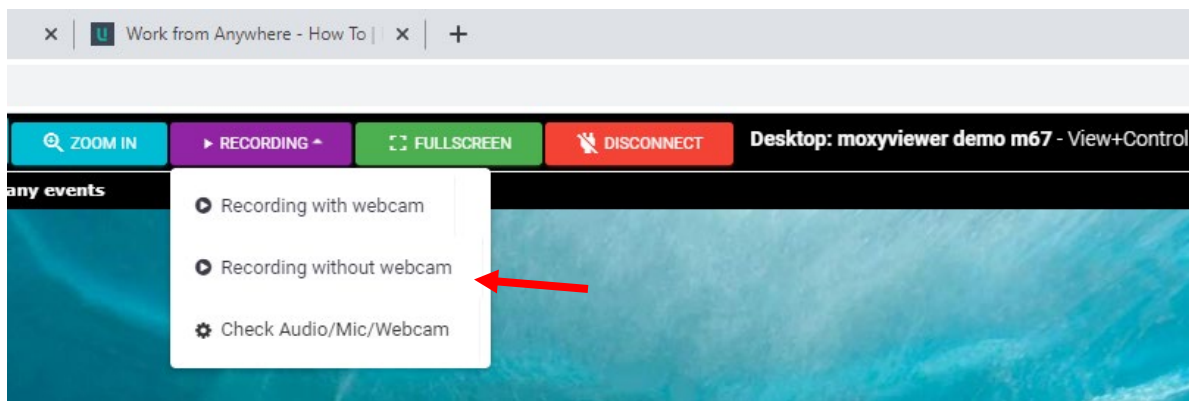 Work from Anywhere - How To |
ZOOM IN
RECORDING
FULLSCREEN
DISCONNECT
Desktop: moxyviewer demo m67 - View+Control
any events
Recording with webcam
Recording without webcam
Check Audio/Mic/Webcam